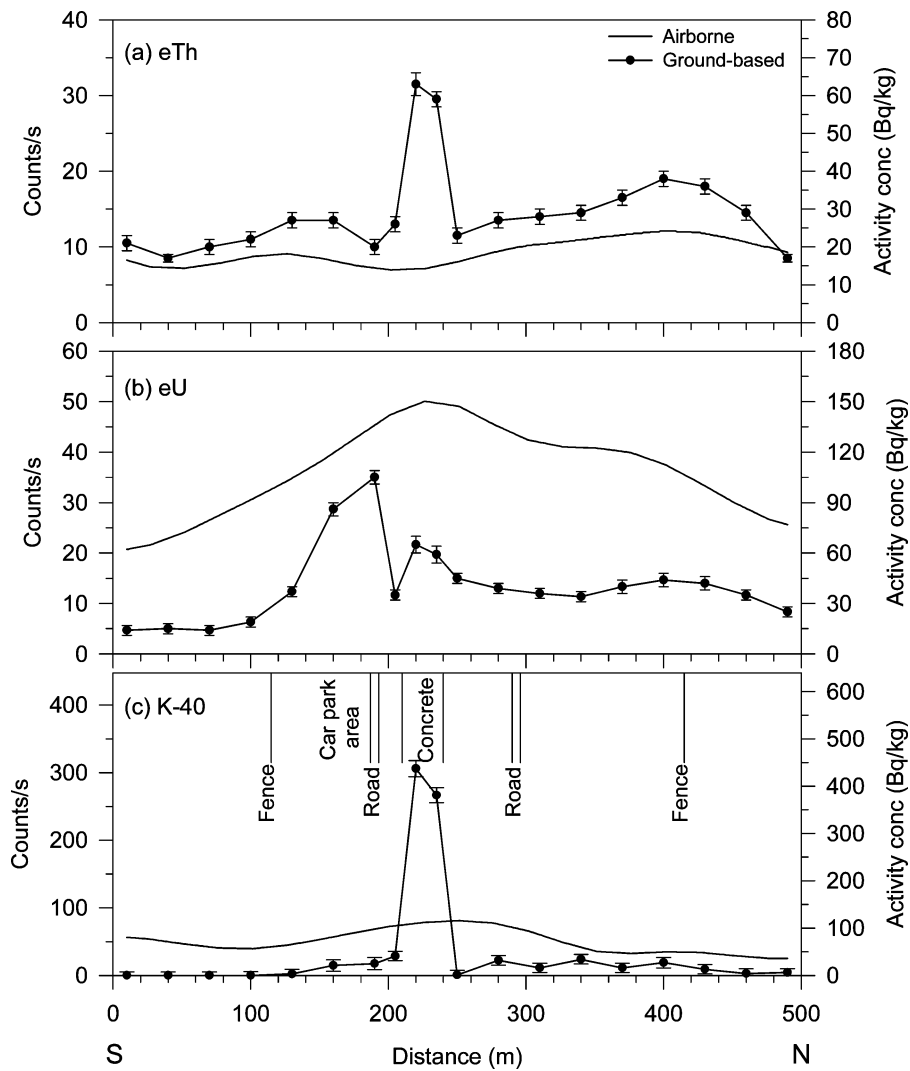 40
80
(a) eTh
Airborne
Ground-based
70
30
60
50
20
40
30
10
20
10
0
0
Counts/s
Activity conc (Bq/kg)
60
180
(b) eU
50
150
40
120
30
90
20
60
10
30
0
0
Counts/s
Activity conc (Bq/kg)
(c) K-40
400
600
500
300
400
300
200
200
100
100
0
0
Counts/s
Activity conc (Bq/kg)
Fence
Car park
area
Road
Concrete
Road
Fence
0
100
200
300
400
500
S
Distance (m)
N